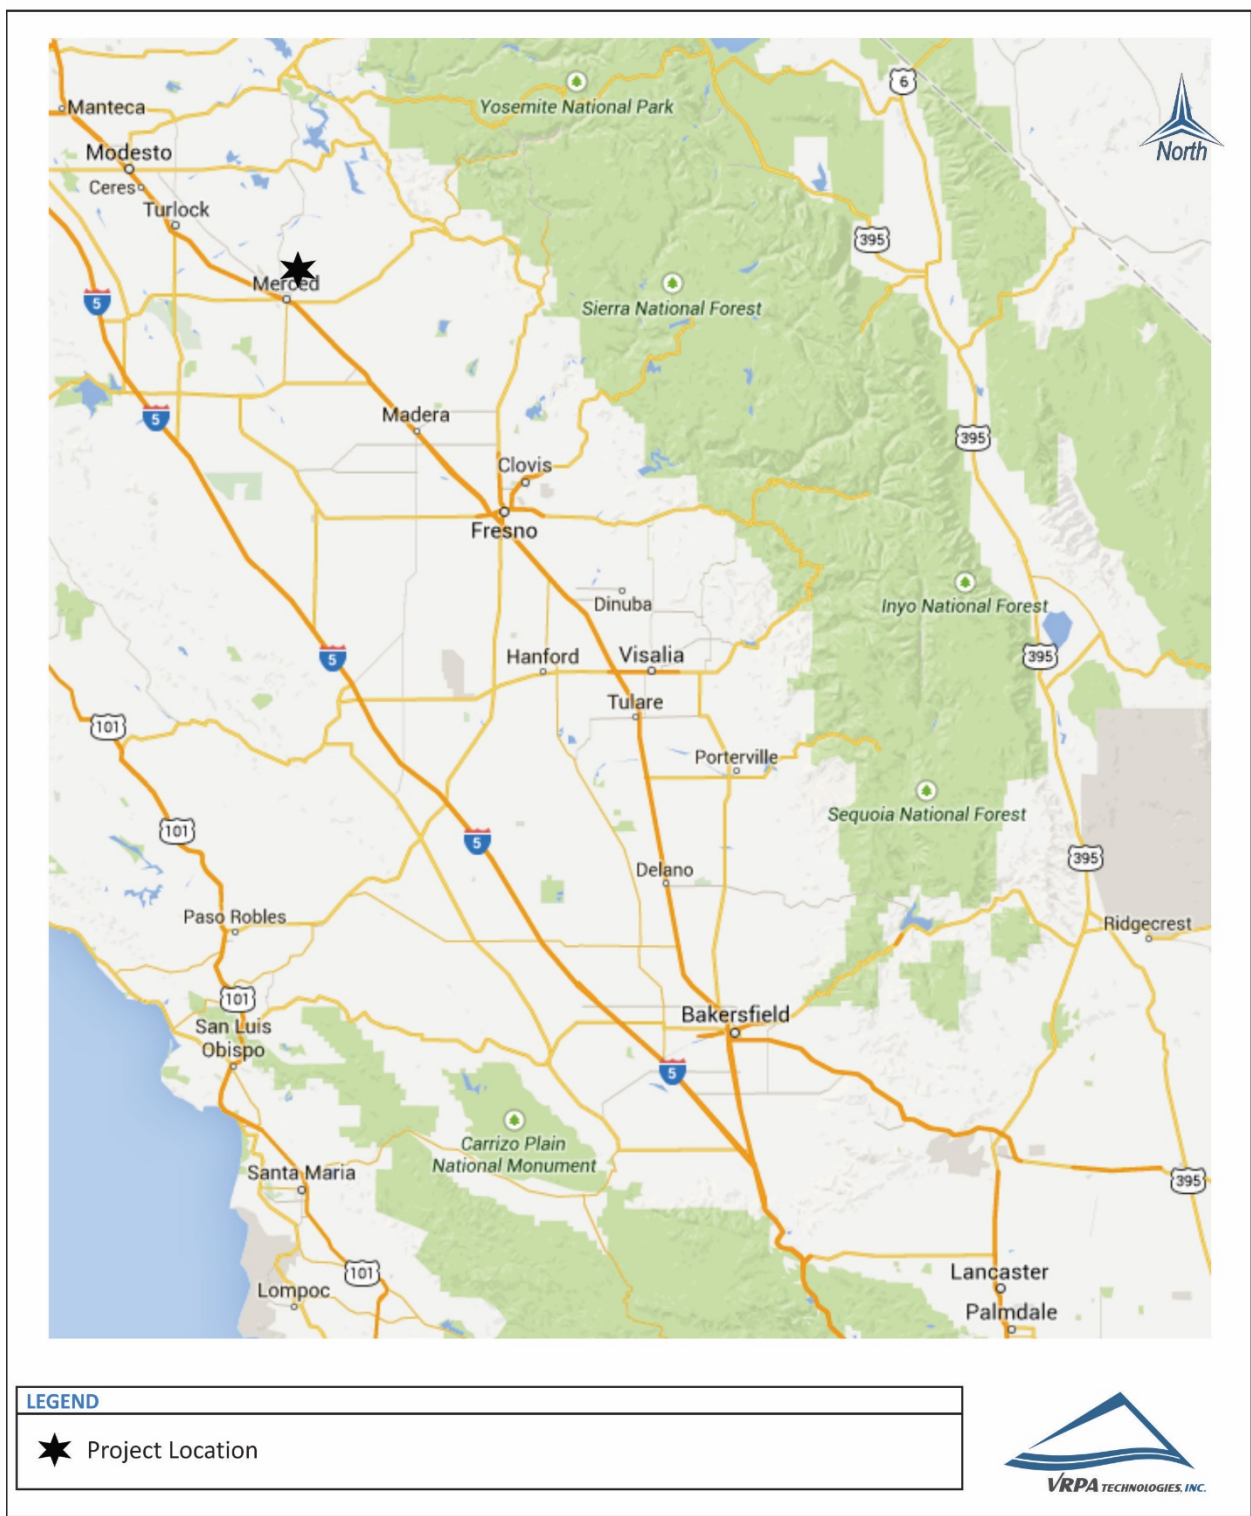 Manteca
Yosemite National Park
6
North
Modesto
Ceres
Turlock
395
Merced
5
Sierra National Forest
5
Madera
395
Clovis
Fresno
Dinuba
Inyo National Forest
Hanford
Visalia
5
395
Tulare
101
Porterville
Sequoia National Forest
101
5
395
Delano
Paso Robles
Ridgecrest
101
San Luis
Obispo
Bakersfield
5
Carrizo Plain
National Monument
Santa Maria
395
101
Lancaster
Lompoc
Palmdale
LEGEND
Project Location
VRPA TECHNOLOGIES, INC.